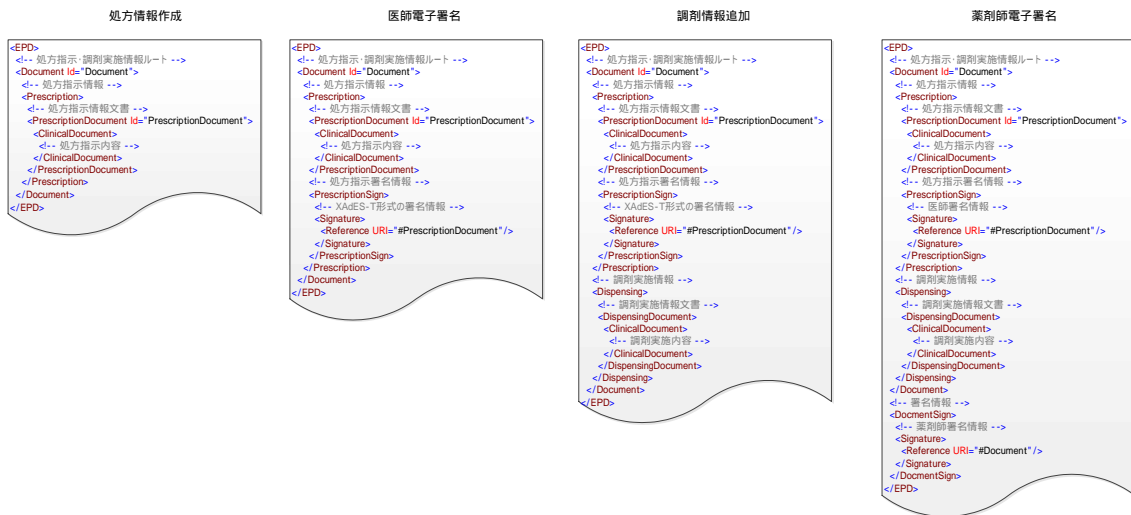 処方情報作成
<EPD>
<!-- 処方指示・調剤実施情報ルート -->
<Document Id="Document">
<!-- 処方指示情報 -->
<Prescription>
<!-- 処方指示情報文書 -->
<PrescriptionDocument Id="PrescriptionDocument">
<ClinicalDocument>
<!-- 処方指示内容 -->
</ClinicalDocument>
</PrescriptionDocument>
</Prescription>
</Document>
</EPD>
医師電子署名
<EPD>
<!-- 処方指示・調剤実施情報ルート -->
<Document Id="Document">
<!-- 処方指示情報 -->
<Prescription>
<!-- 処方指示情報文書 -->
<PrescriptionDocument Id="PrescriptionDocument">
<ClinicalDocument>
<!-- 処方指示内容 -->
</ClinicalDocument>
</PrescriptionDocument>
<!-- 処方指示署名情報 -->
<PrescriptionSign>
<!-- XAdES-T形式の署名情報 -->
<Signature>
<Reference URI="#PrescriptionDocument"/>
</Signature>
</PrescriptionSign>
</Prescription>
</Document>
</EPD>
調剤情報追加
<EPD>
<!-- 処方指示・調剤実施情報ルート -->
<Document Id="Document">
<!-- 処方指示情報 -->
<Prescription>
<!-- 処方指示情報文書 -->
<PrescriptionDocument Id="PrescriptionDocument">
<ClinicalDocument>
<!-- 処方指示内容 -->
</ClinicalDocument>
</PrescriptionDocument>
<!-- 処方指示署名情報 -->
<PrescriptionSign>
<!-- XAdES-T形式の署名情報 -->
<Signature>
<Reference URI="#PrescriptionDocument"/>
</Signature>
</PrescriptionSign>
</Prescription>
<!-- 調剤実施情報 -->
<Dispensing>
<!-- 調剤実施情報文書 -->
<DispensingDocument>
<ClinicalDocument>
<!-- 調剤実施内容 -->
</ClinicalDocument>
</DispensingDocument>
</Dispensing>
</Document>
</EPD>
薬剤師電子署名
<EPD>
<!-- 処方指示・調剤実施情報ルート -->
<Document Id="Document">
<!-- 処方指示情報 -->
<Prescription>
<!-- 処方指示情報文書 -->
<PrescriptionDocument Id="PrescriptionDocument">
<ClinicalDocument>
<!-- 処方指示内容 -->
</ClinicalDocument>
</PrescriptionDocument>
<!-- 処方指示署名情報 -->
<PrescriptionSign>
<!-- 医師署名情報 -->
<Signature>
<Reference URI="#PrescriptionDocument"/>
</Signature>
</PrescriptionSign>
</Prescription>
<!-- 調剤実施情報 -->
<Dispensing>
<!-- 調剤実施情報文書 -->
<DispensingDocument>
<ClinicalDocument>
<!-- 調剤実施内容 -->
</ClinicalDocument>
</DispensingDocument>
</Dispensing>
</Document>
<!-- 署名情報 -->
<DocmentSign>
<!-- 薬剤師署名情報 -->
<Signature>
<Reference URI="#Document"/>
</Signature>
</DocmentSign>
</EPD>